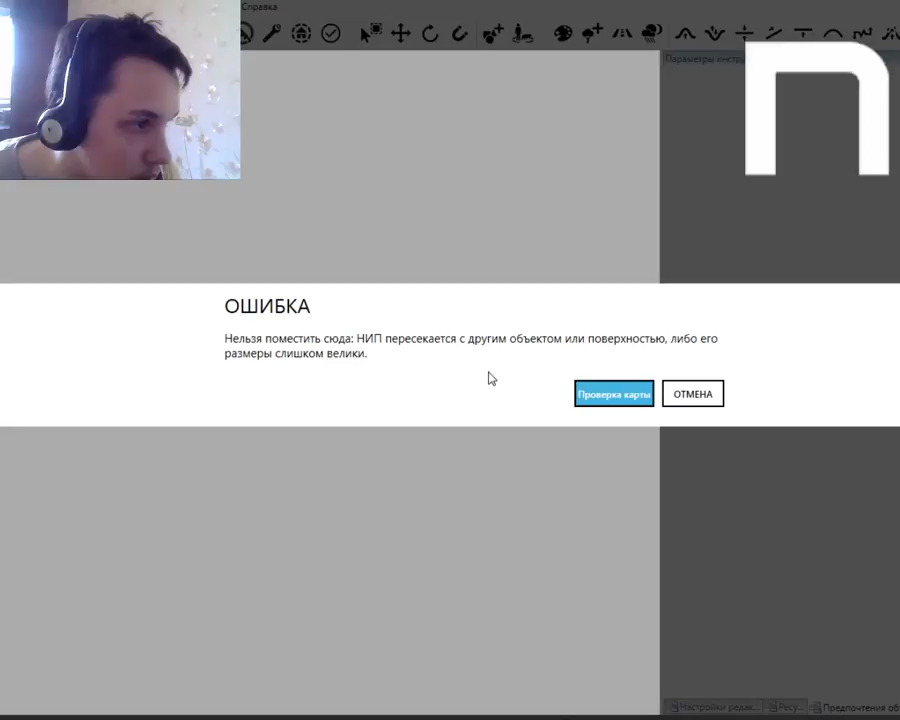 Справка
Параметры инстру
ОШИБКА
Нельзя поместить сюда: НИП пересекается с другим объектом или поверхностью, либо его
размеры слишком велики.
Проверка карты
ОТМЕНА
Настройки редак...
Ресу...
Предпочтения об